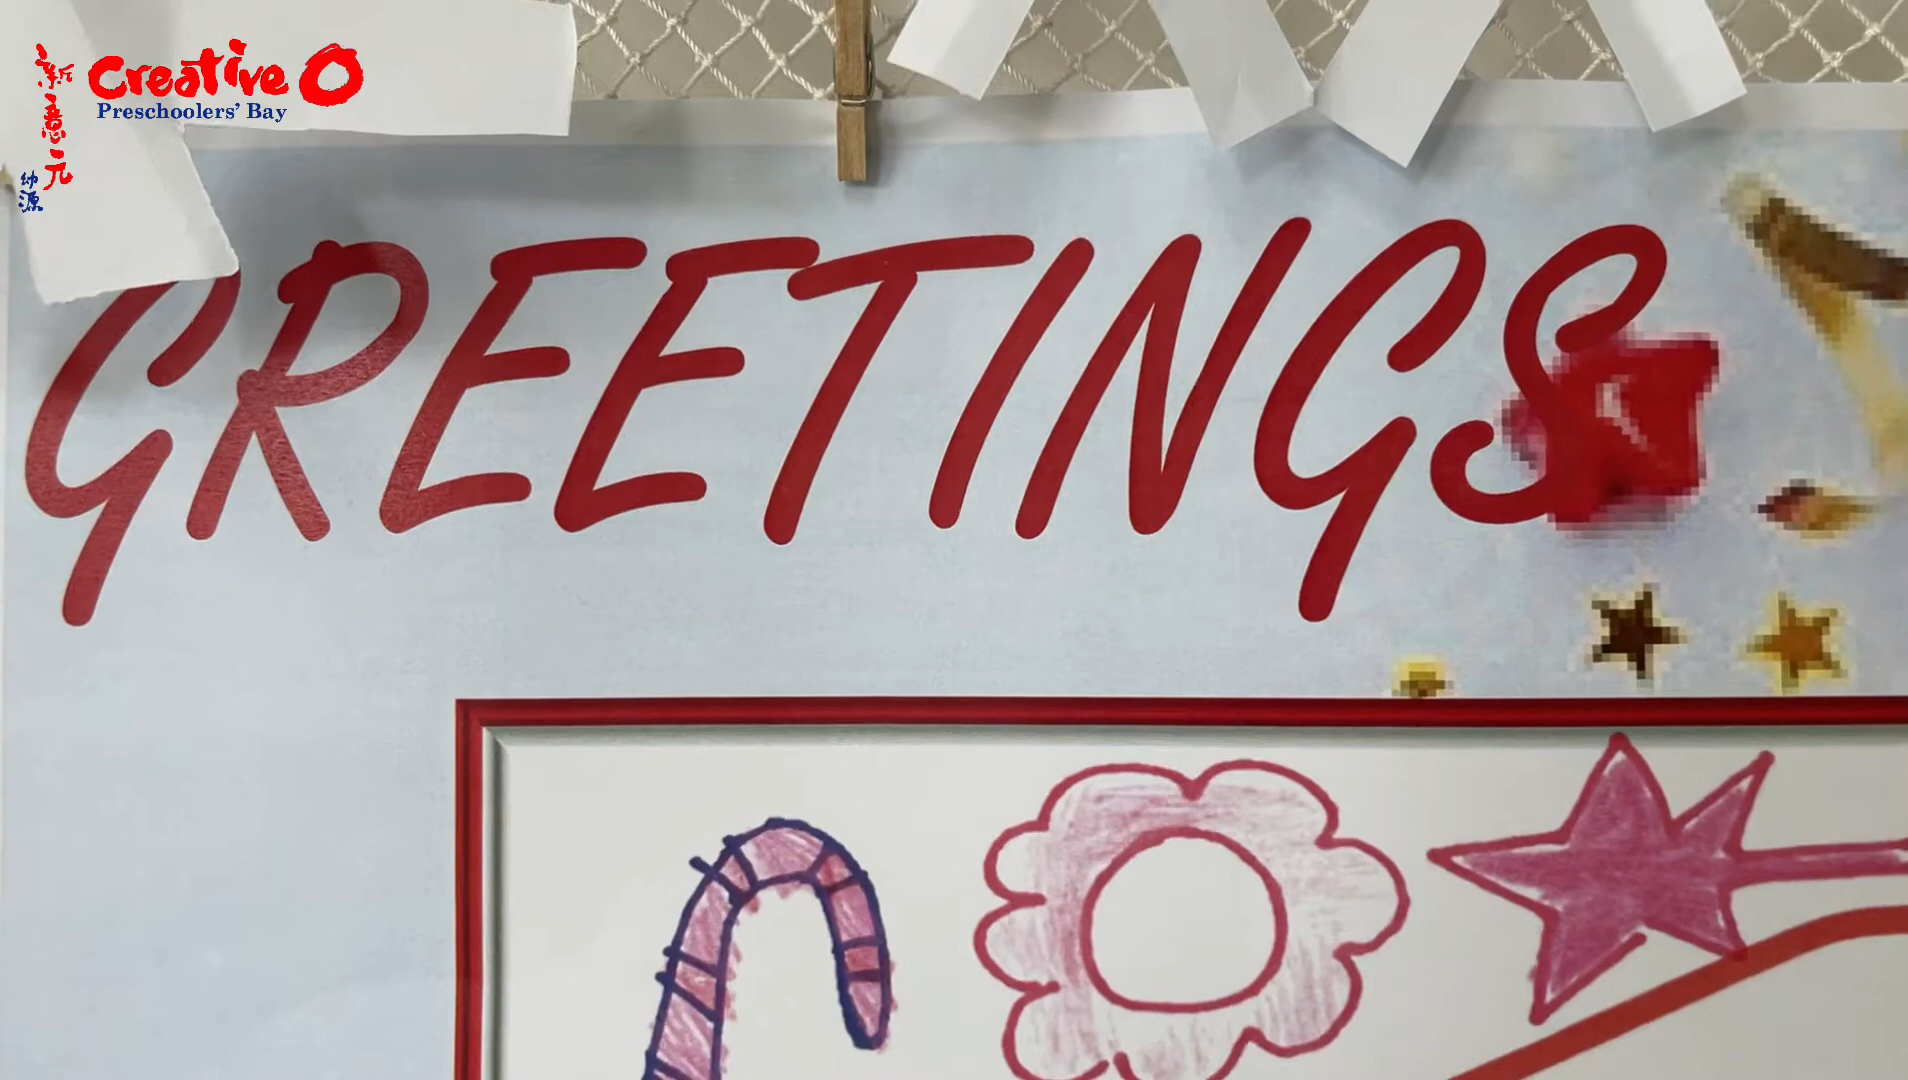 新意元
幼源
Creative O
Preschoolers' Bay
GREETINGS